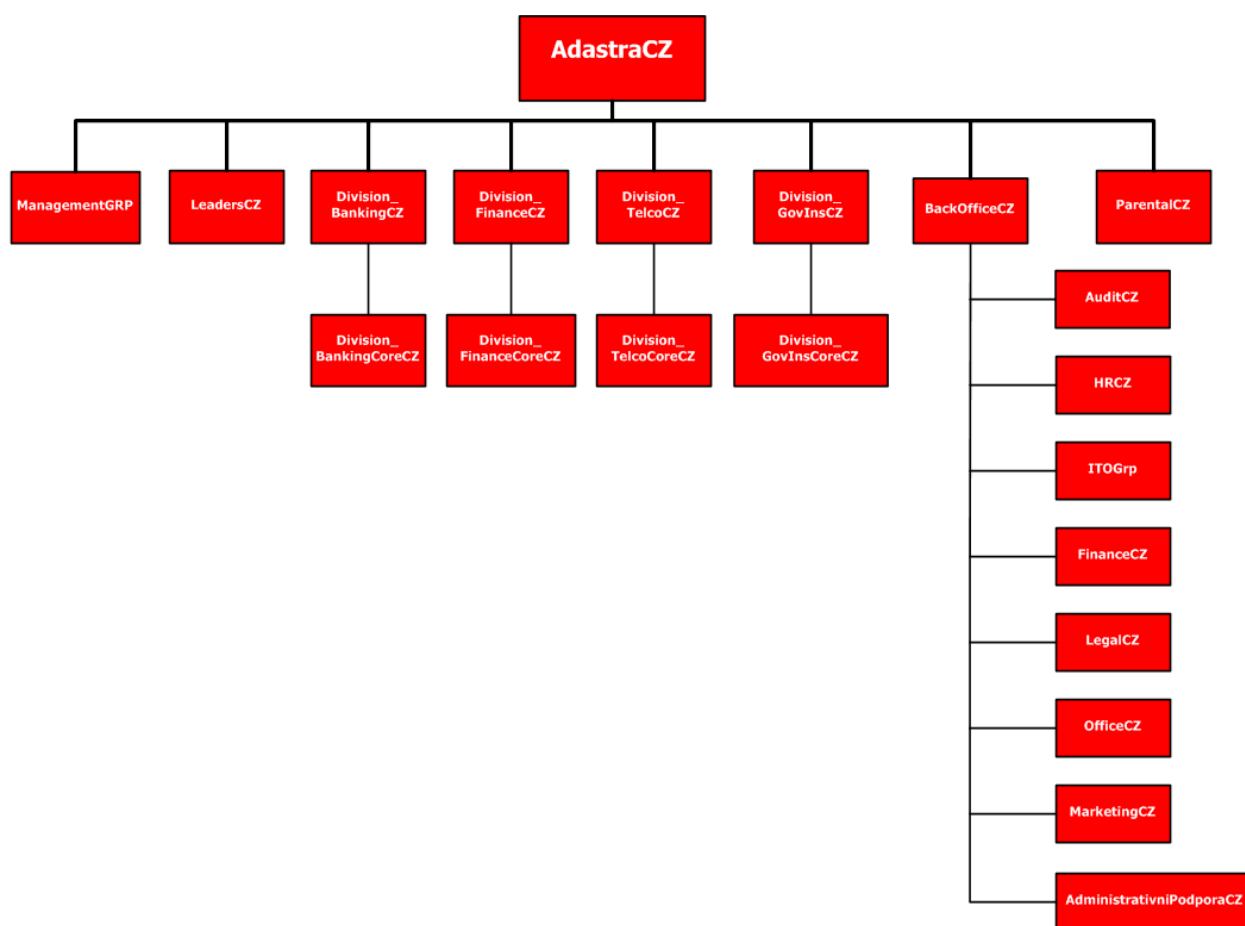 AdastraCZ
ManagementGRP
LeadersCZ
Division_
BankingCZ
Division_
FinanceCZ
Division_
TelcoCZ
Division_
GovInsCZ
BackOfficeCZ
ParentalCZ
Division_
BankingCoreCZ
Division_
FinanceCoreCZ
Division_
TelcoCoreCZ
Division_
GovInsCoreCZ
AuditCZ
HRCZ
ITOGrp
FinanceCZ
LegalCZ
OfficeCZ
MarketingCZ
AdministrativniPodporaCZ